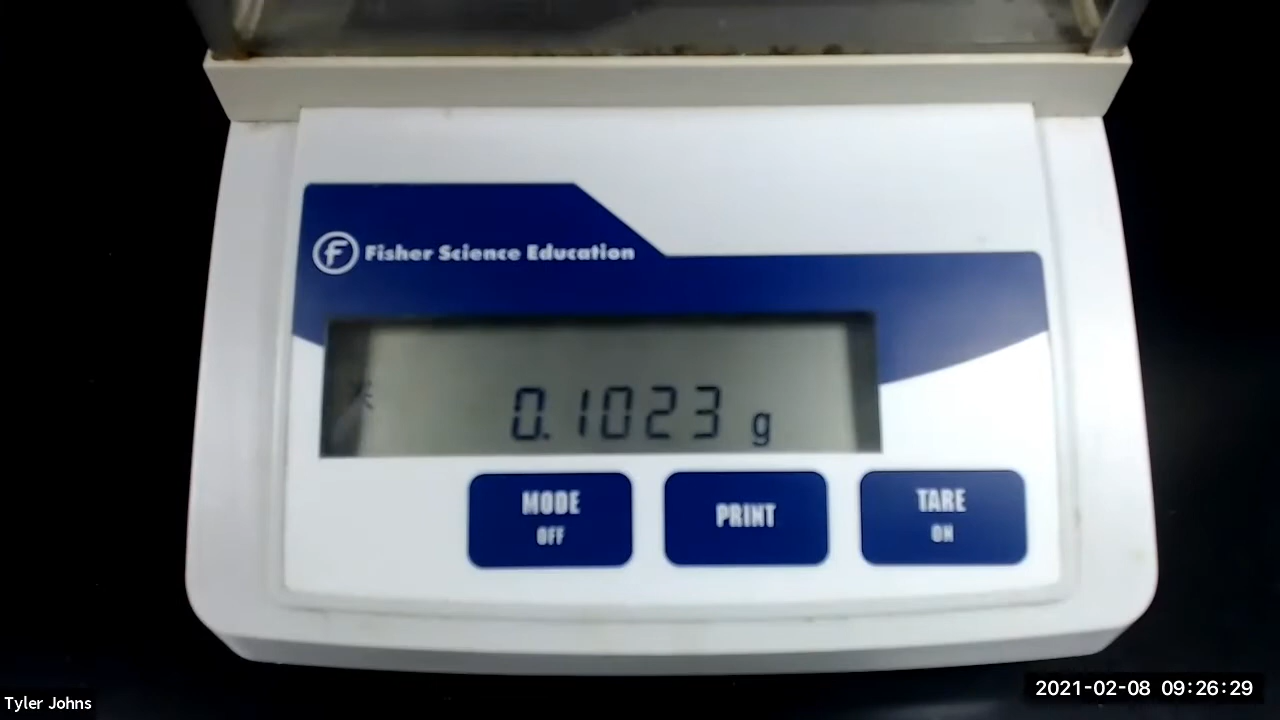 Fisher Science Education
0.1023 g
MODE
OFF
PRINT
TARE
ON
2021-02-08 09:26:29
Tyler Johns